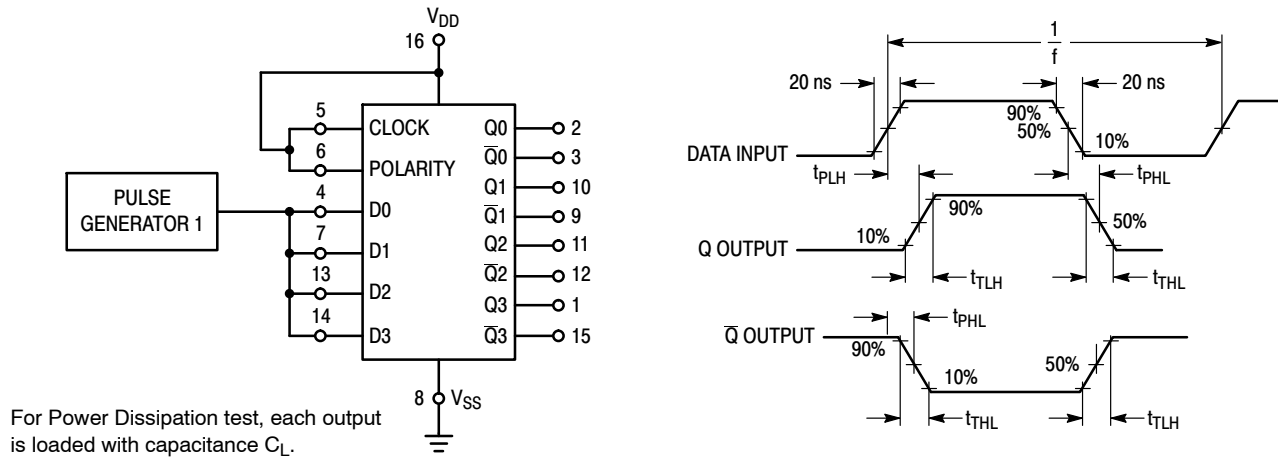 V_DD
16
5
CLOCK
6
POLARITY
PULSE
GENERATOR 1
4
D0
7
D1
13
D2
14
D3
Q0 2
Q̅0 3
Q1 10
Q̅1 9
Q2 11
Q̅2 12
Q3 1
Q̅3 15
8 V_SS
For Power Dissipation test, each output
is loaded with capacitance C_L.
1
f
20 ns
20 ns
90%
50%
10%
DATA INPUT
t_PLH
t_PHL
90%
50%
10%
Q OUTPUT
t_TLH
t_THL
t_PHL
Q̅ OUTPUT
90%
50%
10%
t_THL
t_TLH